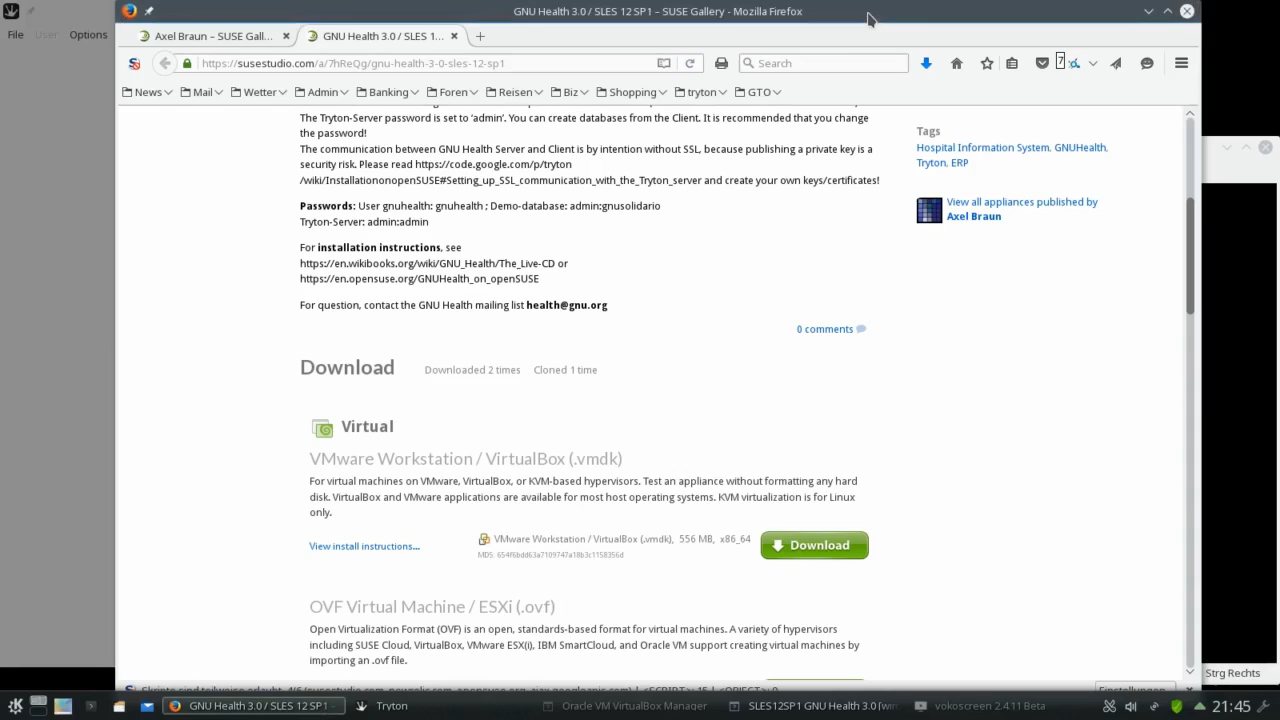 GNU Health 3.0 / SLES 12 SP1 – SUSE Gallery - Mozilla Firefox
File User Options
Axel Braun – SUSE Gall...
GNU Health 3.0 / SLES 1...
https://susestudio.com/a/7hReQg/gnu-health-3-0-sles-12-sp1
Search
7
News Mail Wetter Admin Banking Foren Reisen Biz Shopping tryton GTO
The Tryton-Server password is set to 'admin'. You can create databases from the Client. It is recommended that you change
the password!
The communication between GNU Health Server and Client is by intention without SSL, because publishing a private key is a
security risk. Please read https://code.google.com/p/tryton
/wiki/InstallationonopenSUSE#Setting_up_SSL_communication_with_the_Tryton_server and create your own keys/certificates!
Passwords: User gnuhealth: gnuhealth ; Demo-database: admin:gnusolidario
Tryton-Server: admin:admin
For installation instructions, see
https://en.wikibooks.org/wiki/GNU_Health/The_Live-CD or
https://en.opensuse.org/GNUHealth_on_openSUSE
For question, contact the GNU Health mailing list health@gnu.org
0 comments
Tags
Hospital Information System, GNUHealth,
Tryton, ERP
View all appliances published by
Axel Braun
Download Downloaded 2 times Cloned 1 time
Virtual
VMware Workstation / VirtualBox (.vmdk)
For virtual machines on VMware, VirtualBox, or KVM-based hypervisors. Test an appliance without formatting any hard
disk. VirtualBox and VMware applications are available for most host operating systems. KVM virtualization is for Linux
only.
View install instructions...
VMware Workstation / VirtualBox (.vmdk), 556 MB, x86_64
MD5: 654f6bdd63a7109747a18b3c1158356d
Download
OVF Virtual Machine / ESXi (.ovf)
Open Virtualization Format (OVF) is an open, standards-based format for virtual machines. A variety of hypervisors
including SUSE Cloud, VirtualBox, VMware ESX(i), IBM SmartCloud, and Oracle VM support creating virtual machines by
importing an .ovf file.
Strg Rechts
Einstellungen
GNU Health 3.0 / SLES 12 SP1 -
Tryton
Oracle VM VirtualBox Manager
SLES12SP1 GNU Health 3.0 [wir
vokoscreen 2.4.11 Beta
21:45